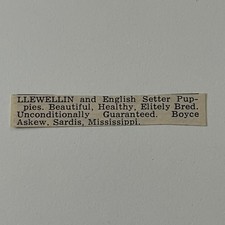 LLEWELLIN and English Setter Pup-
pies. Beautiful, Healthy, Elitely Bred.
Unconditionally Guaranteed. Boyce
Askew, Sardis, Mississippi.